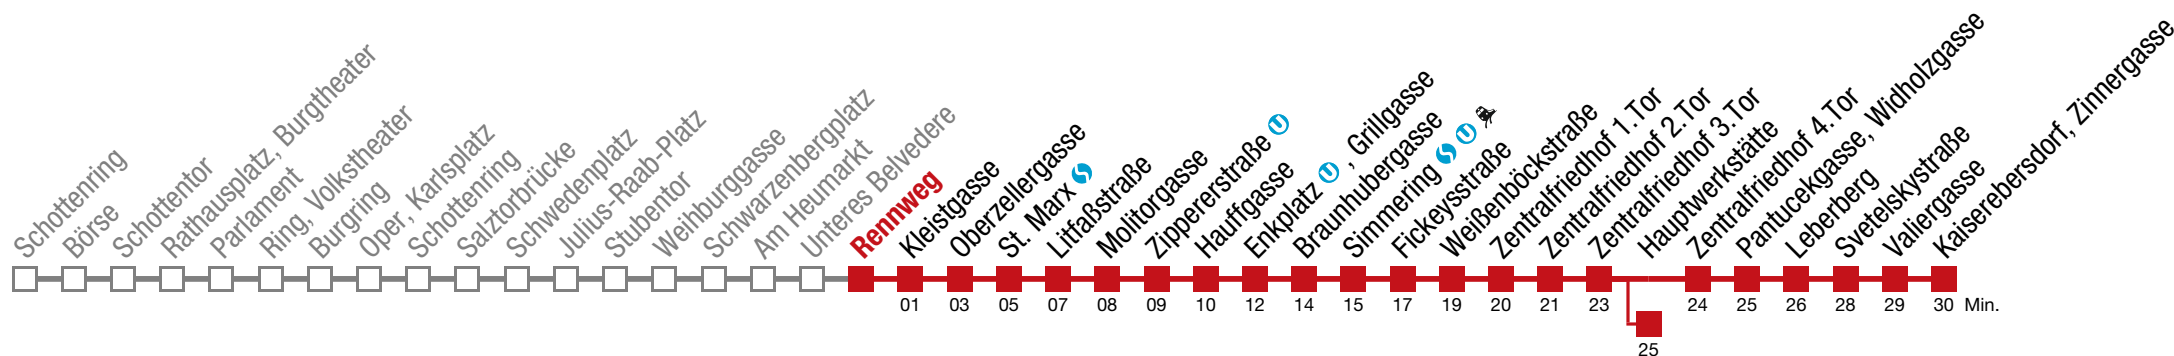 Schottenring
Börse
Schottentor
Rathausplatz, Burgtheater
Parlament
Ring, Volkstheater
Burgring
Oper, Karlsplatz
Schottenring
Salztorbrücke
Schwedenplatz
Julius-Raab-Platz
Stubentor
Weihburggasse
Schwarzenbergplatz
Am Heumarkt
Unteres Belvedere
Rennweg
Kleistgasse
Oberzellergasse
St. Marx S
Litfaßstraße
Molitorgasse
Zippererstraße U
Hauffgasse
Enkplatz U , Grillgasse
Braunhubergasse
Simmering S U
Fickeysstraße
Weißenböckstraße
Zentralfriedhof 1.Tor
Zentralfriedhof 2.Tor
Zentralfriedhof 3.Tor
Hauptwerkstätte
Zentralfriedhof 4.Tor
Pantucekgasse, Widholzgasse
Leberberg
Svetelskystraße
Valiergasse
Kaiserebersdorf, Zinnergasse
01 03 05 07 08 09 10 12 14 15 17 19 20 21 23 24 25 26 28 29 30 Min.
25